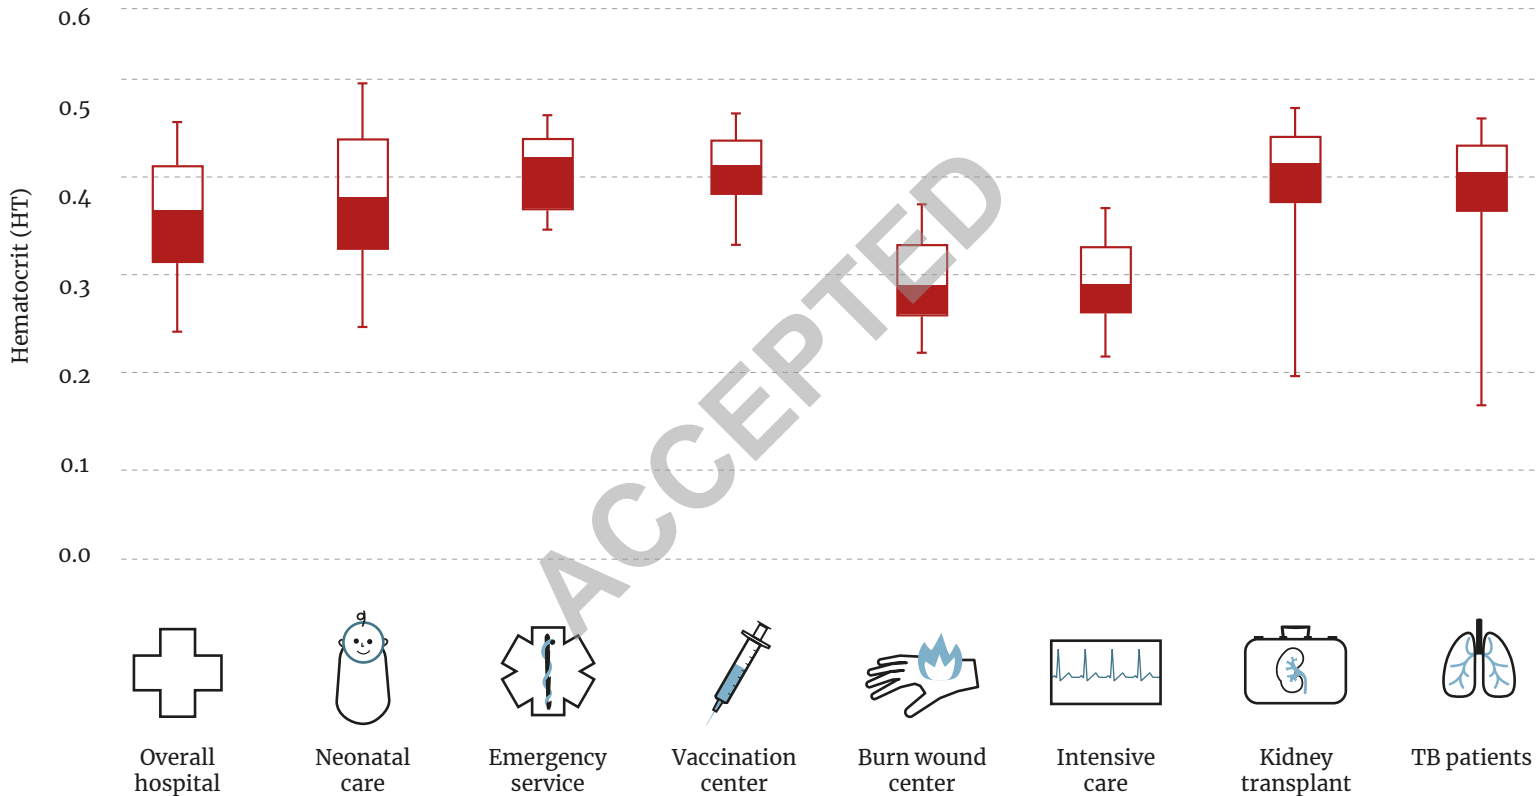 0.6
0.5
0.4
0.3
0.2
0.1
0.0
Hematocrit (HT)
ACCEPTED
Overall
hospital
Neonatal
care
Emergency
service
Vaccination
center
Burn wound
center
Intensive
care
Kidney
transplant
TB patients